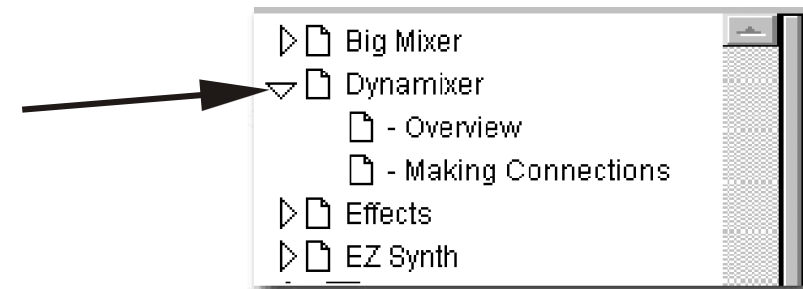 Big Mixer
Dynamixer
- Overview
- Making Connections
Effects
EZ Synth